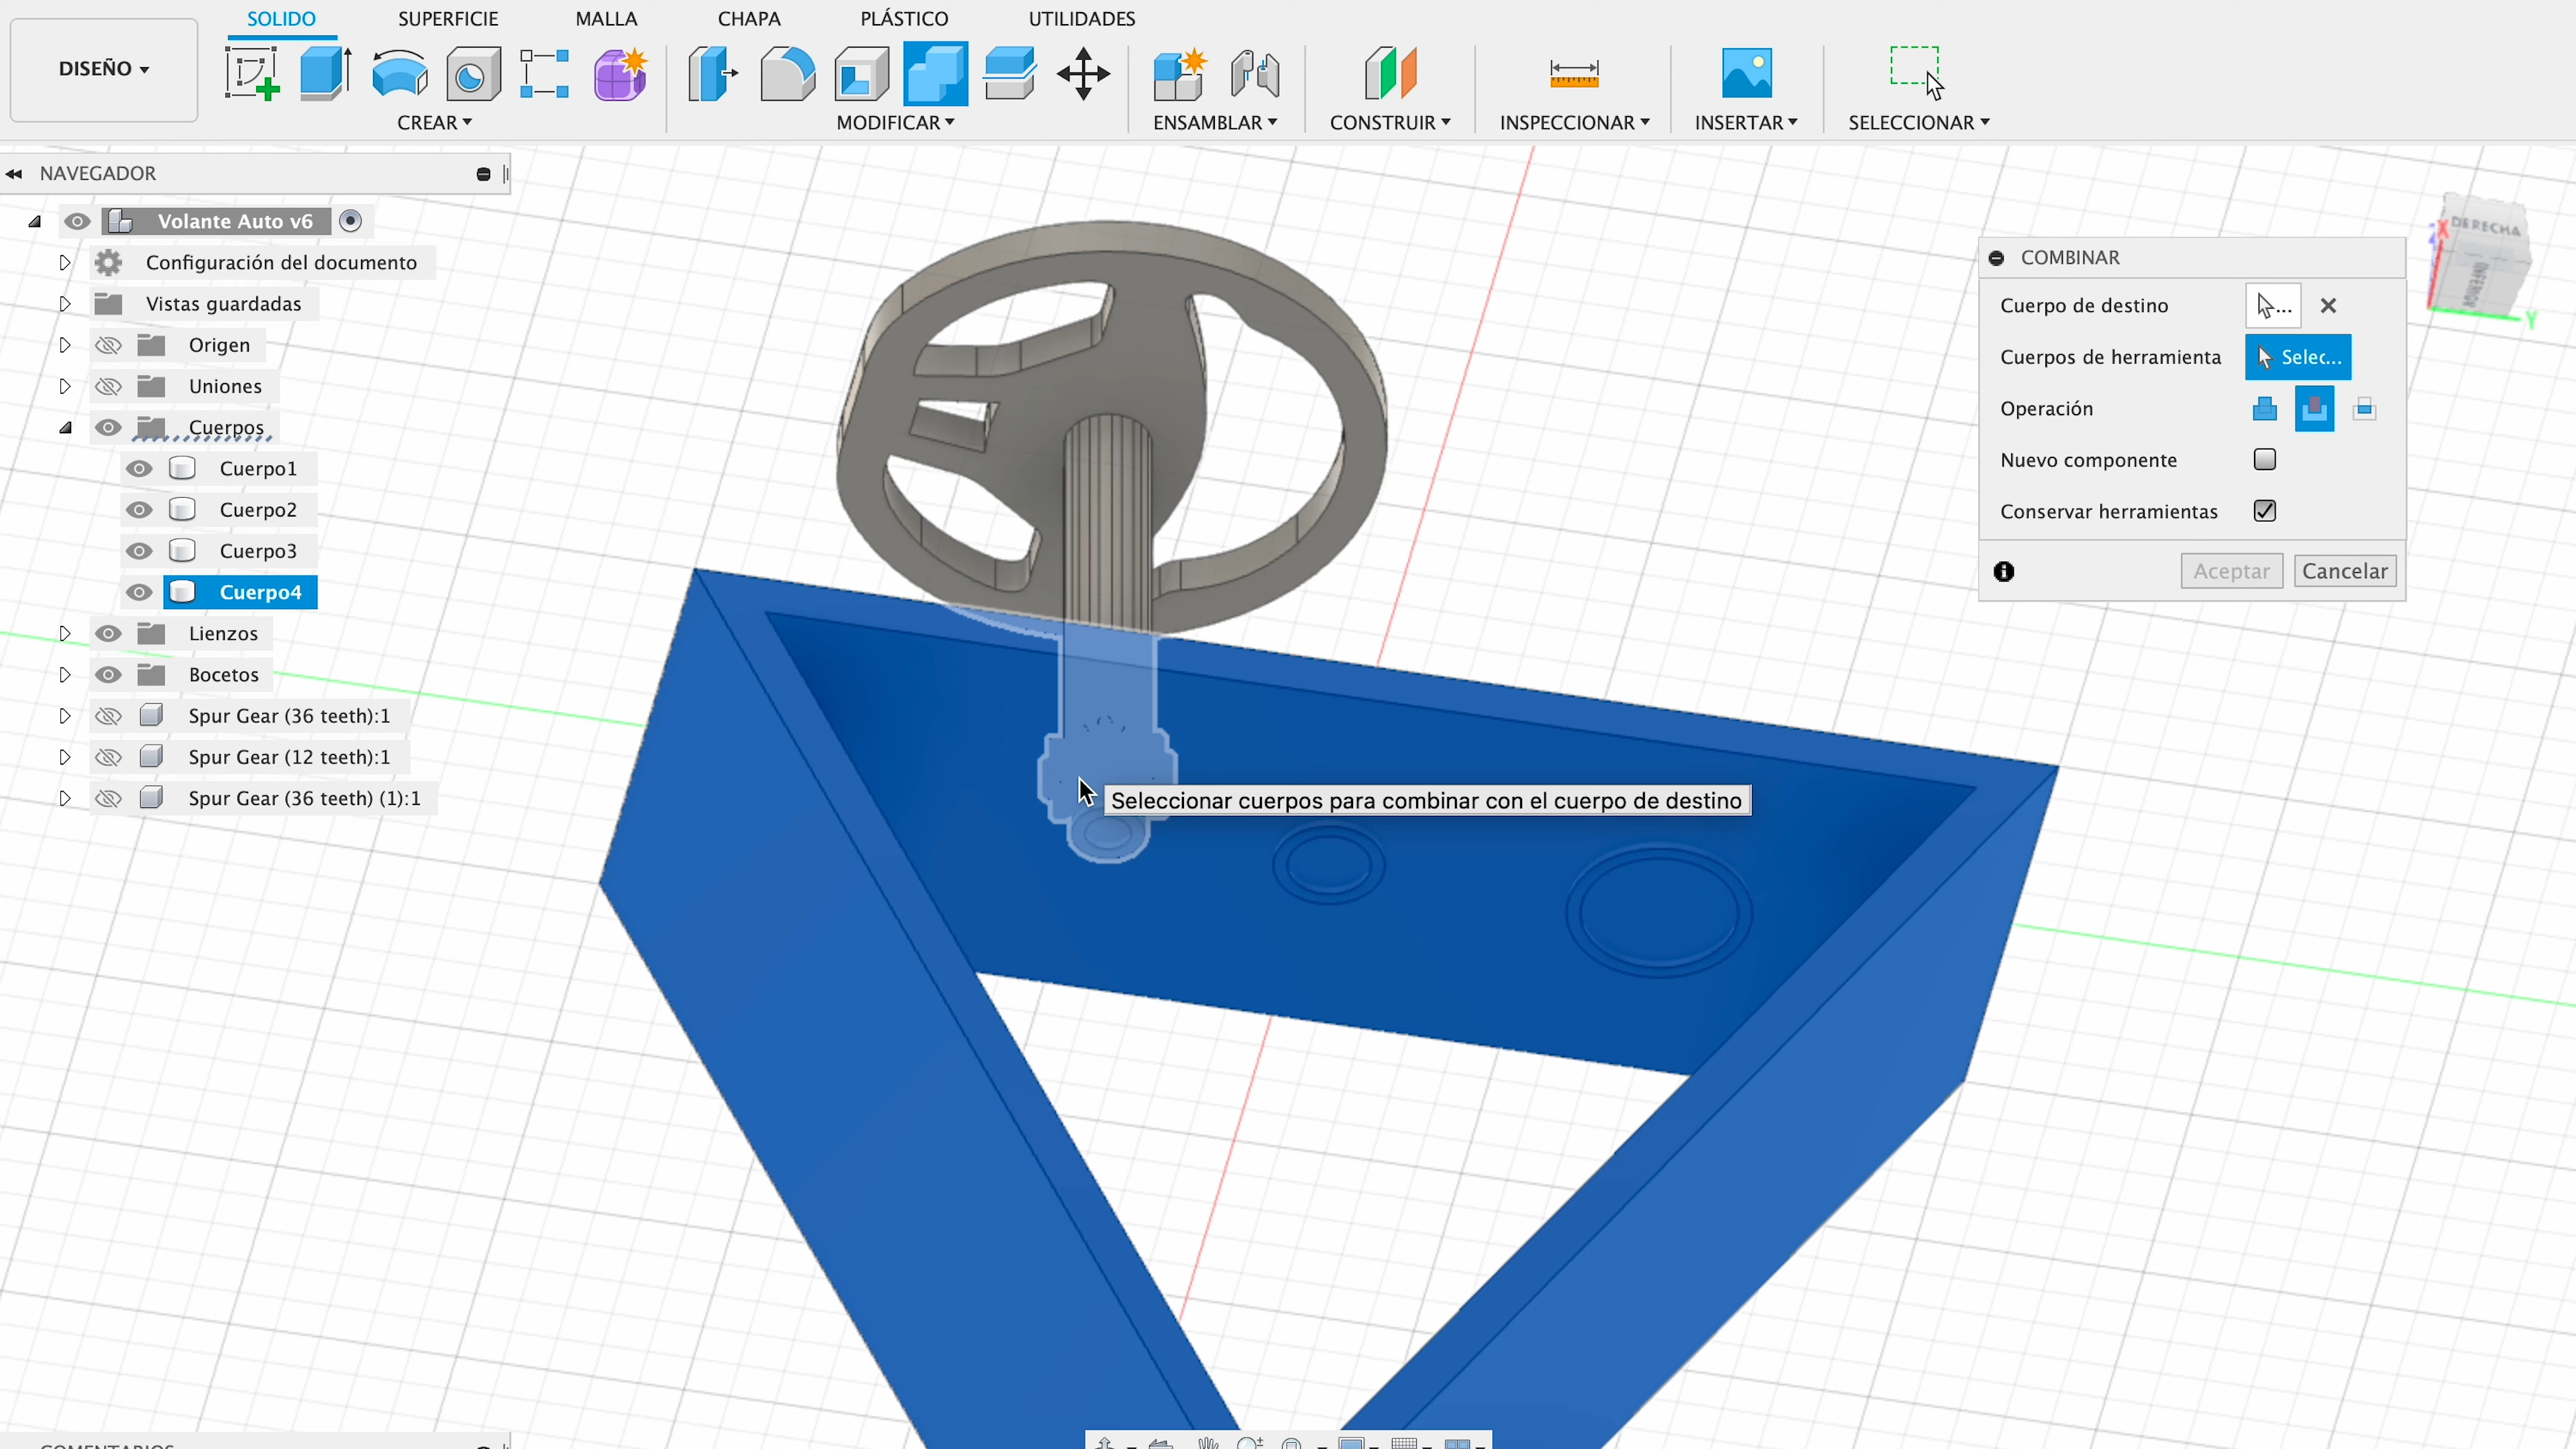 SOLIDO SUPERFICIE MALLA CHAPA PLÁSTICO UTILIDADES
DISEÑO
CREAR MODIFICAR ENSAMBLAR CONSTRUIR INSPECCIONAR INSERTAR SELECCIONAR
NAVEGADOR
Volante Auto v6
Configuración del documento
Vistas guardadas
Origen
Uniones
Cuerpos
Cuerpo1
Cuerpo2
Cuerpo3
Cuerpo4
Lienzos
Bocetos
Spur Gear (36 teeth):1
Spur Gear (12 teeth):1
Spur Gear (36 teeth) (1):1
Seleccionar cuerpos para combinar con el cuerpo de destino
DERECHA
X
Z
INFERIOR
Y
COMBINAR
Cuerpo de destino ...
Cuerpos de herramienta Selec...
Operación
Nuevo componente
Conservar herramientas
Aceptar Cancelar
COMENTARIOS